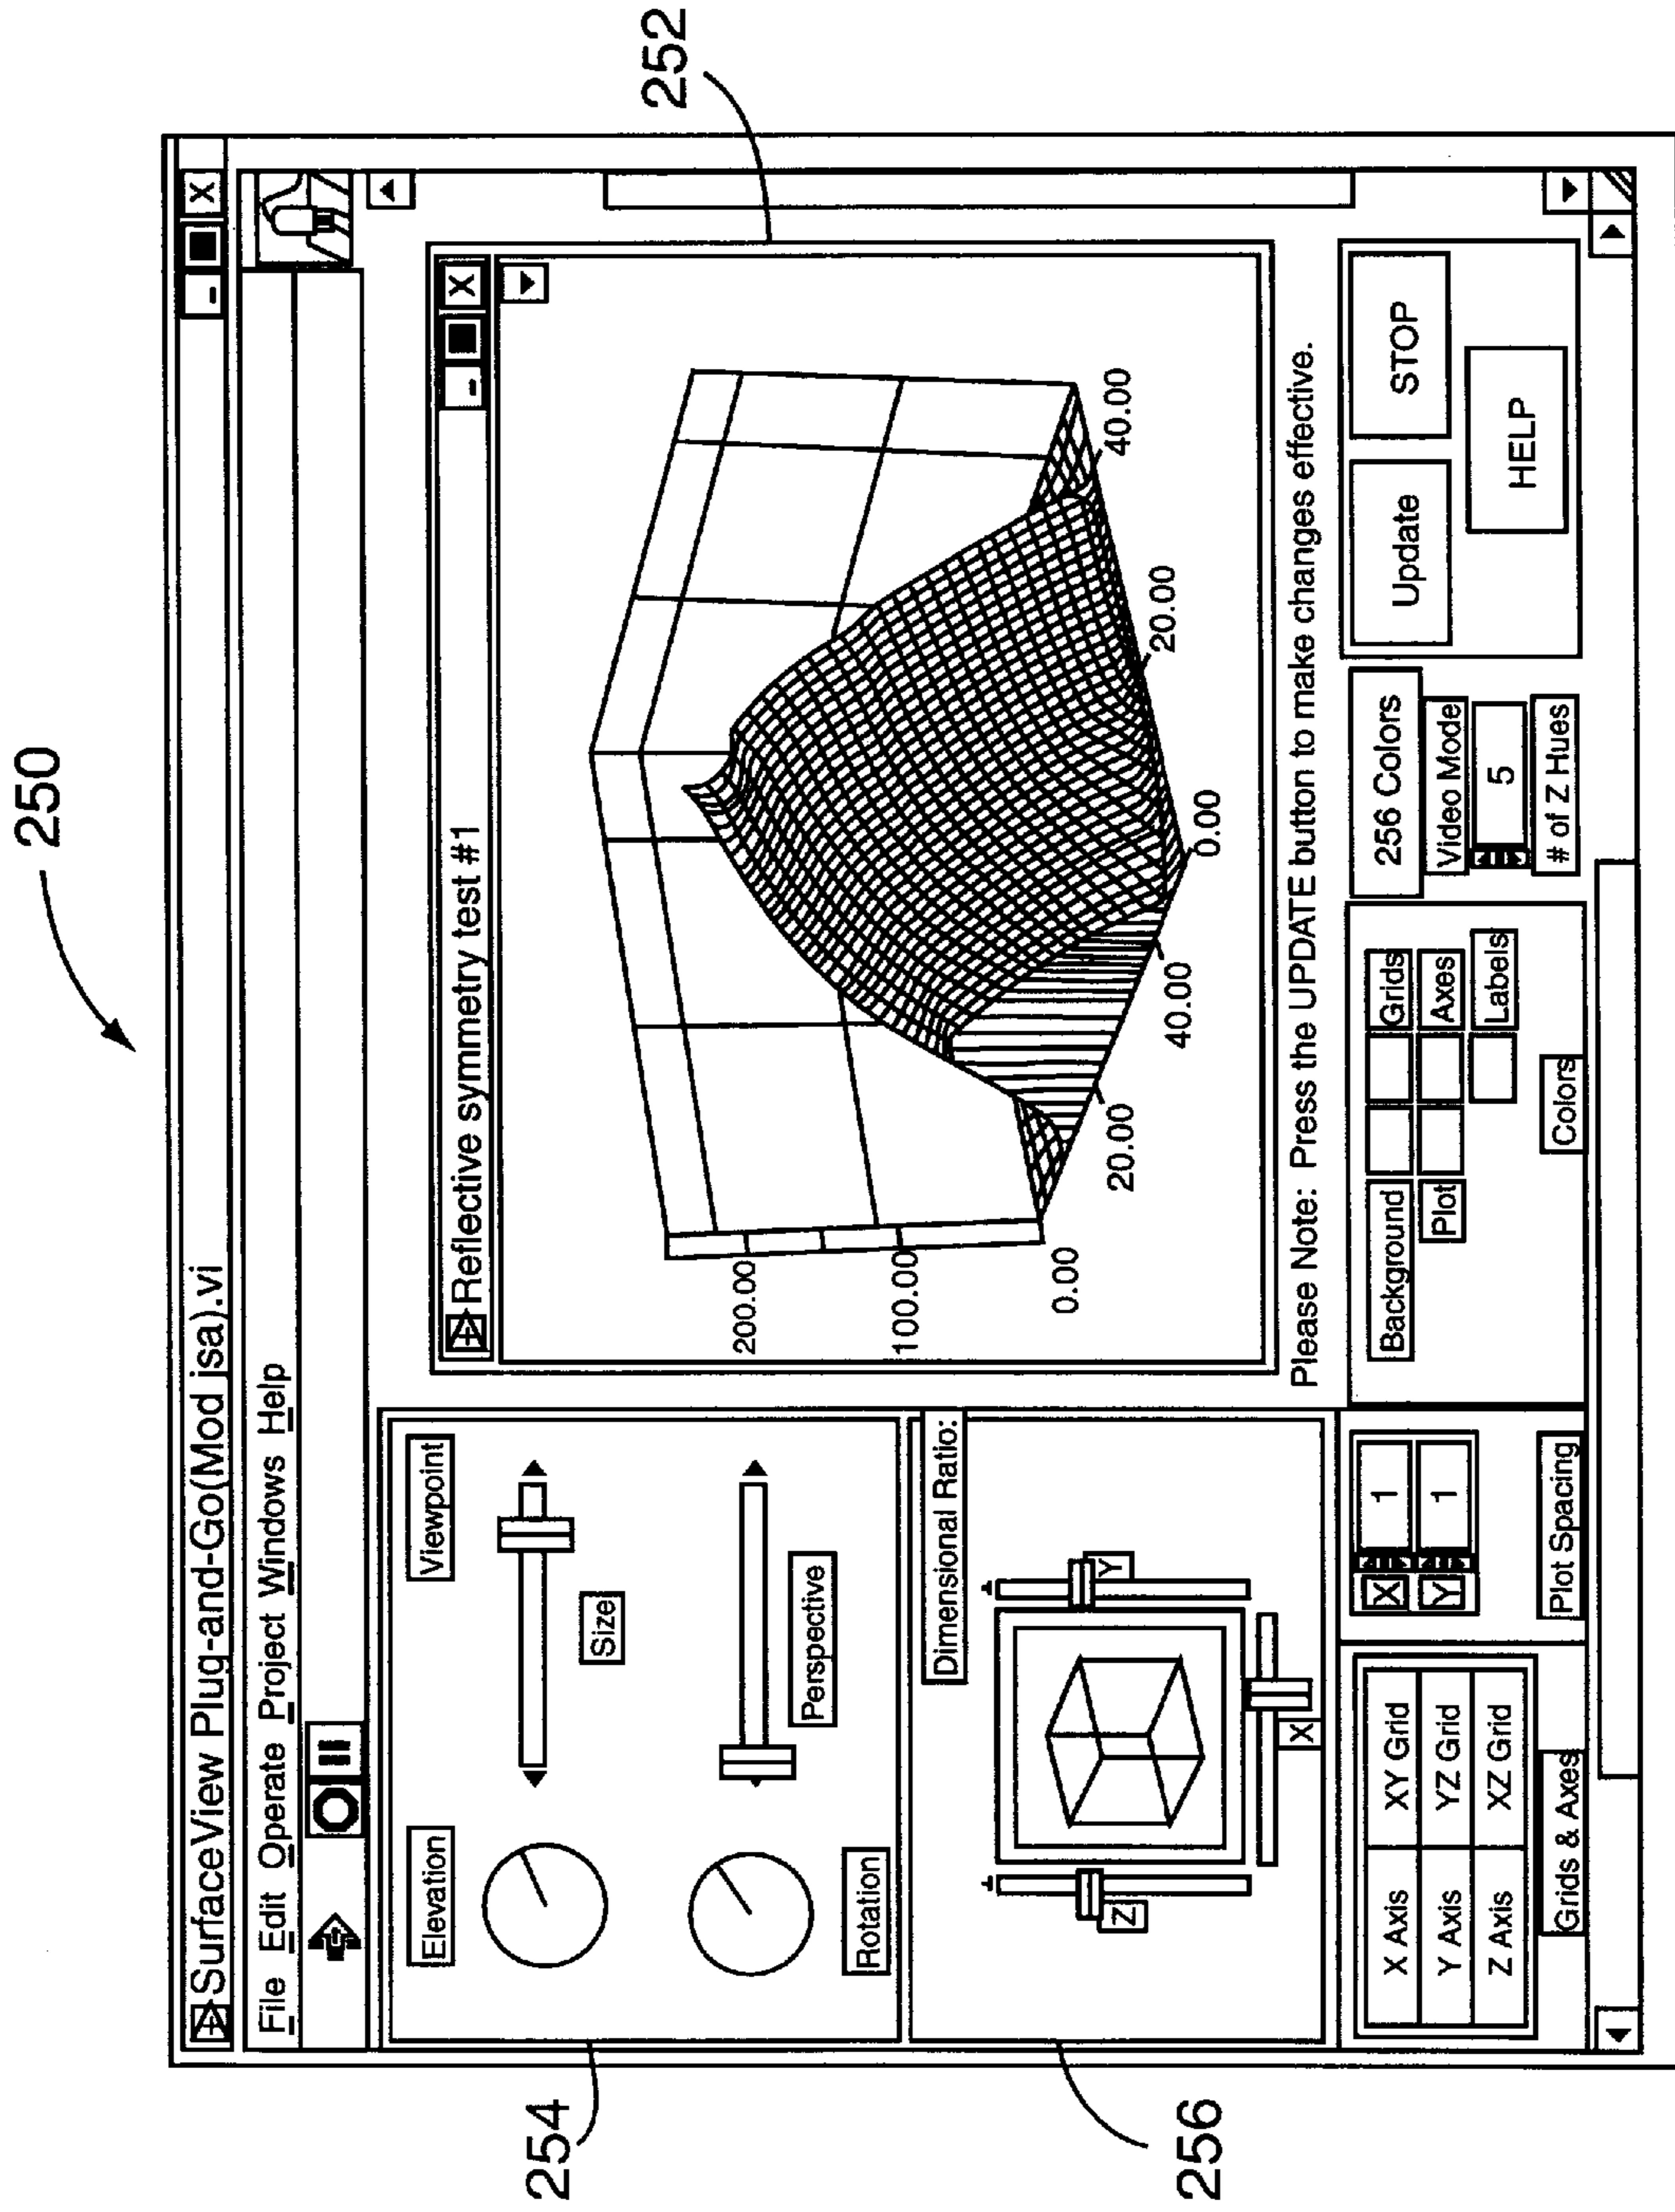 250
SurfaceView Plug-and-Go(Mod jsa).vi
- X
File Edit Operate Project Windows Help
Elevation
Viewpoint
Size
Rotation
Perspective
254
Dimensional Ratio:
Z
X
Y
256
Reflective symmetry test #1
- X
252
200.00
100.00
0.00
20.00
40.00
0.00
20.00
40.00
Please Note: Press the UPDATE button to make changes effective.
X Axis XY Grid
Y Axis YZ Grid
Z Axis XZ Grid
Grids & Axes
X 1
Y 1
Plot Spacing
Background Grids
Plot Axes
Labels
Colors
256 Colors
Video Mode
5
# of Z Hues
Update STOP
HELP